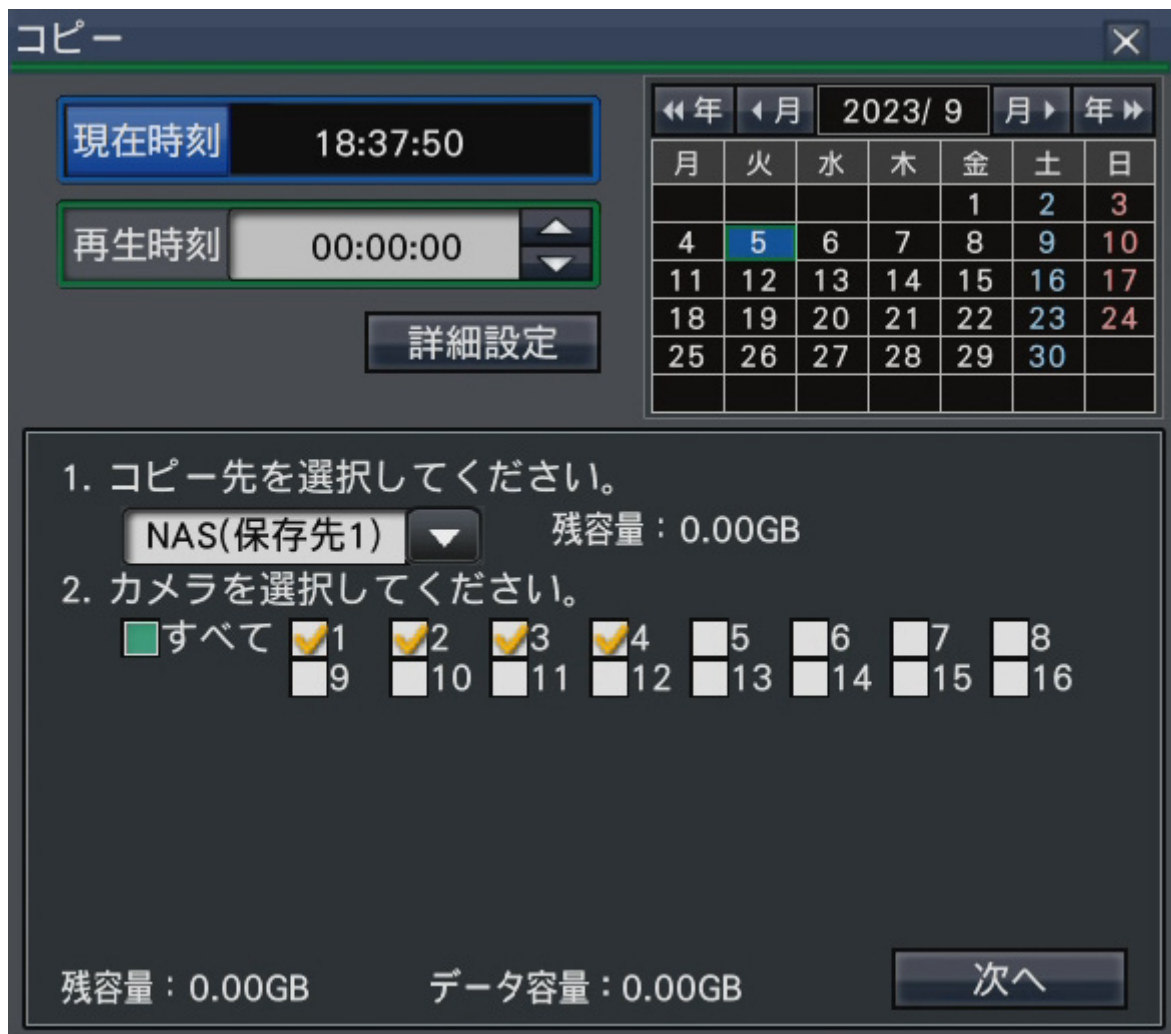 コピー
現在時刻 18:37:50
再生時刻 00:00:00
詳細設定
年 月 2023/ 9 月 年
月 火 水 木 金 土 日
1 2 3
4 5 6 7 8 9 10
11 12 13 14 15 16 17
18 19 20 21 22 23 24
25 26 27 28 29 30
1. コピー先を選択してください。
NAS(保存先1) 残容量：0.00GB
2. カメラを選択してください。
すべて 1 2 3 4 5 6 7 8
9 10 11 12 13 14 15 16
残容量：0.00GB データ容量：0.00GB 次へ